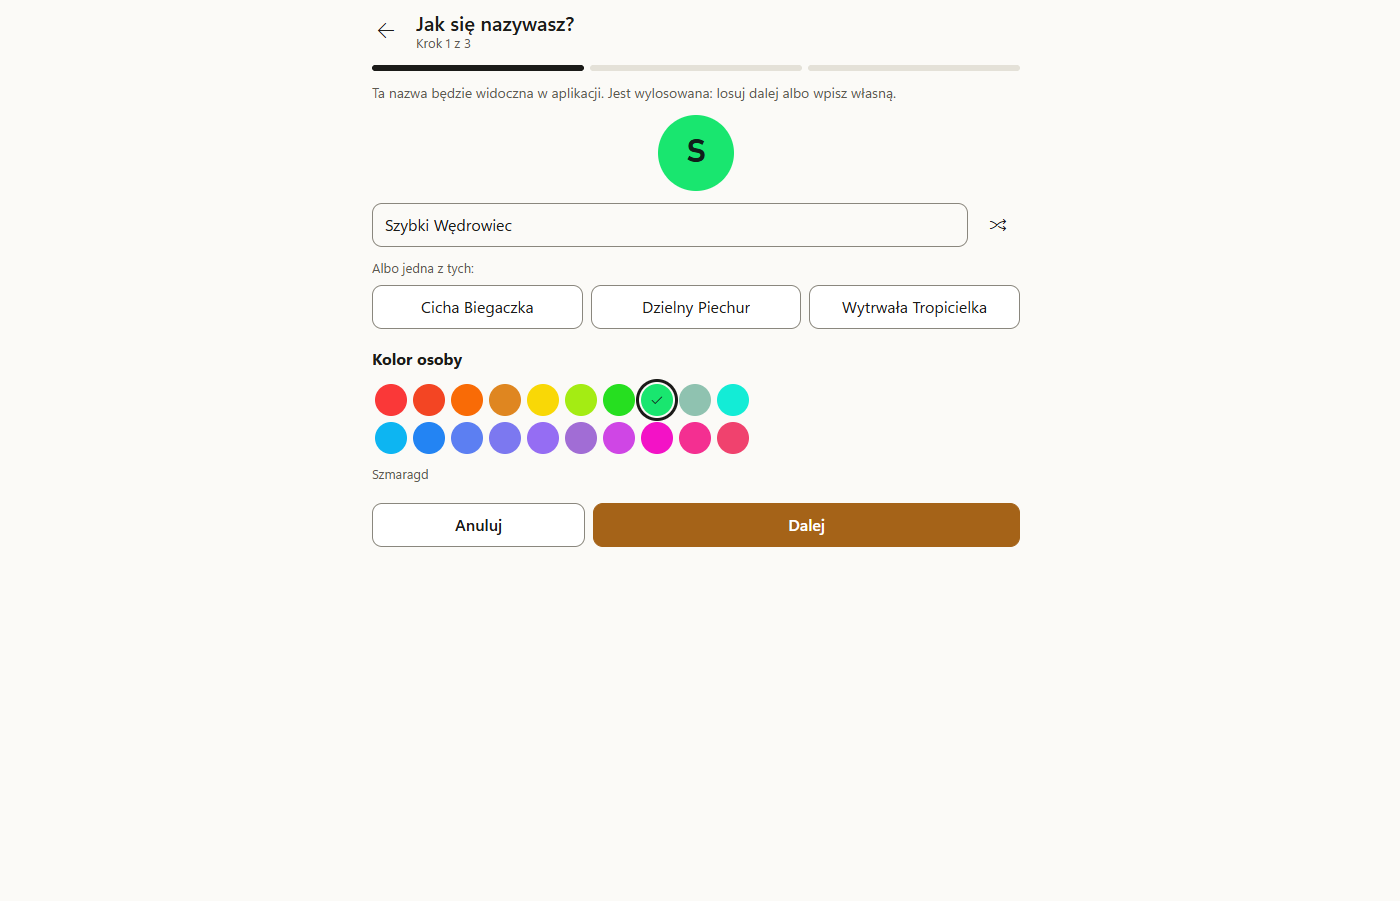 Jak się nazywasz?
Krok 1 z 3
Ta nazwa będzie widoczna w aplikacji. Jest wylosowana: losuj dalej albo wpisz własną.
S
Szybki Wędrowiec
Albo jedna z tych:
Cicha Biegaczka
Dzielny Piechur
Wytrwała Tropicielka
Kolor osoby
Szmaragd
Anuluj
Dalej